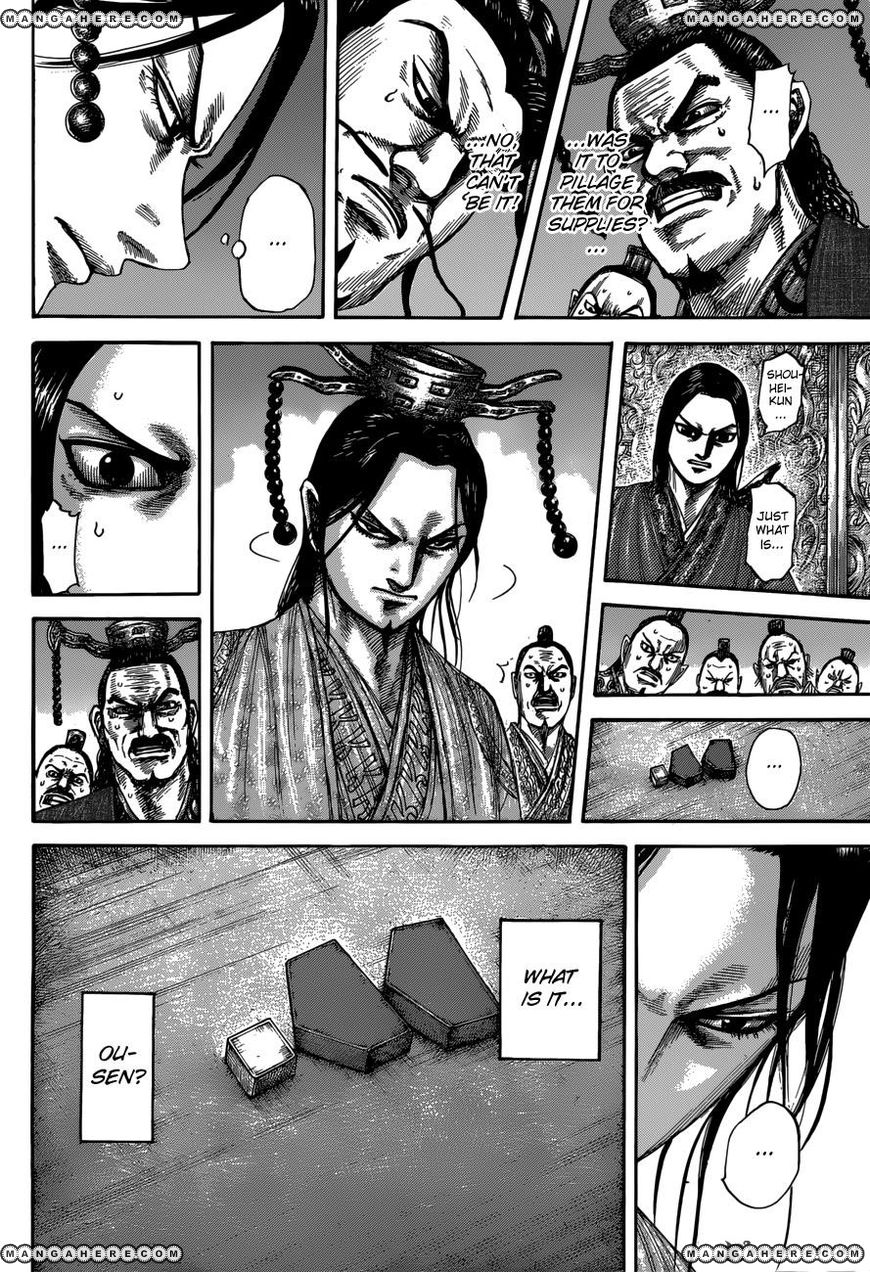 MANGAHERE.COM
MANGAHERE.COM
...
...WAS
IT TO
PILLAGE
THEM FOR
SUPPLIES?
...
...NO,
THAT
CAN'T
BE IT!
...
SHOU-
HEI-
KUN
...
JUST
WHAT
IS...
...
...
WHAT
IS IT...
OU-
SEN?
...
MANGAHERE.COM
MANGAHERE.COM